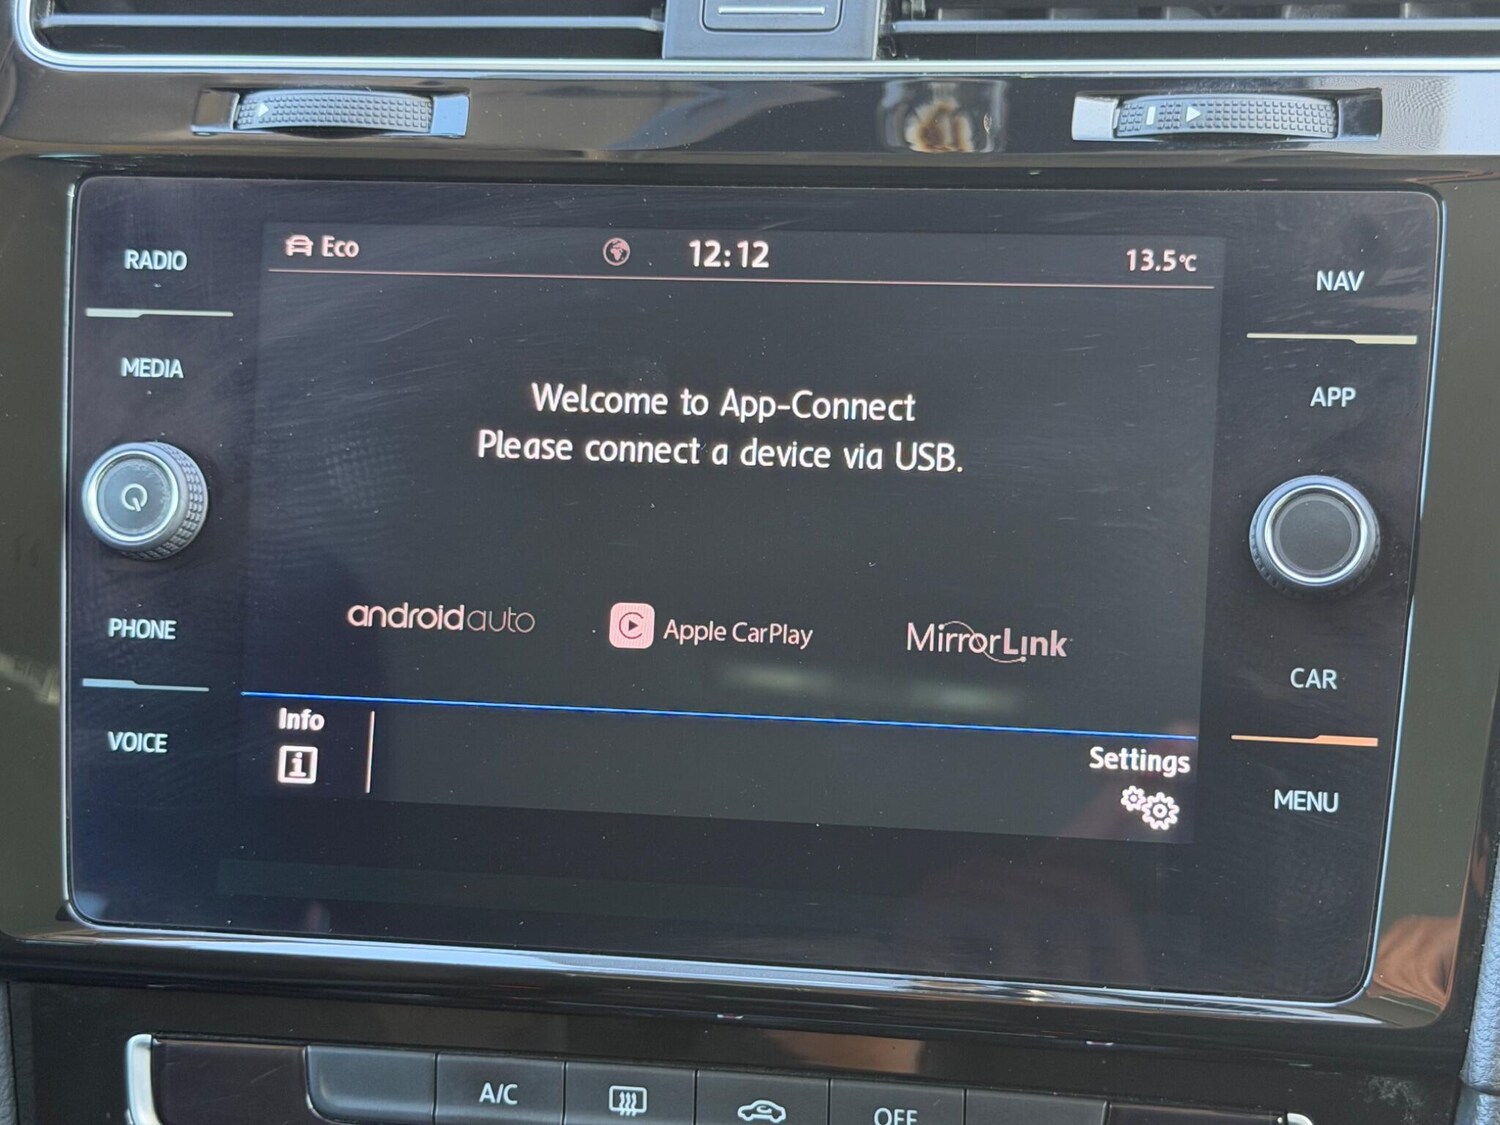 RADIO
MEDIA
PHONE
VOICE
Eco
12:12
13.5°C
Welcome to App-Connect
Please connect a device via USB.
androidauto
Apple CarPlay
MirrorLink
Info
i
Settings
NAV
APP
CAR
MENU
A/C
OFF